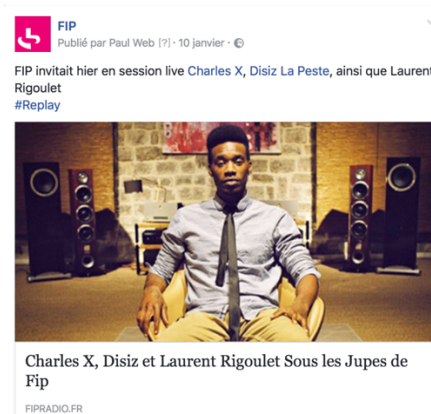 FIP
Publié par Paul Web [?] · 10 janvier ·
FIP invitait hier en session live Charles X, Disiz La Peste, ainsi que Laurent
Rigoulet
#Replay
Charles X, Disiz et Laurent Rigoulet Sous les Jupes de
Fip
FIPRADIO.FR